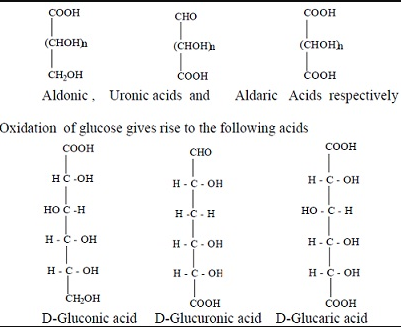 COOH CHO COOH
(CHOH)n (CHOH)n (CHOH)n
CH₂OH COOH COOH
Aldonic , Uronic acids and Aldaric Acids respectively
Oxidation of glucose gives rise to the following acids
COOH CHO COOH
H C -OH H - C - OH H - C - OH
HO C -H H -C - H HO - C - H
H - C - OH H - C - OH H - C - OH
H - C - OH H - C - OH H - C - OH
CH₂OH COOH COOH
D-Gluconic acid D-Glucuronic acid D-Glucaric acid